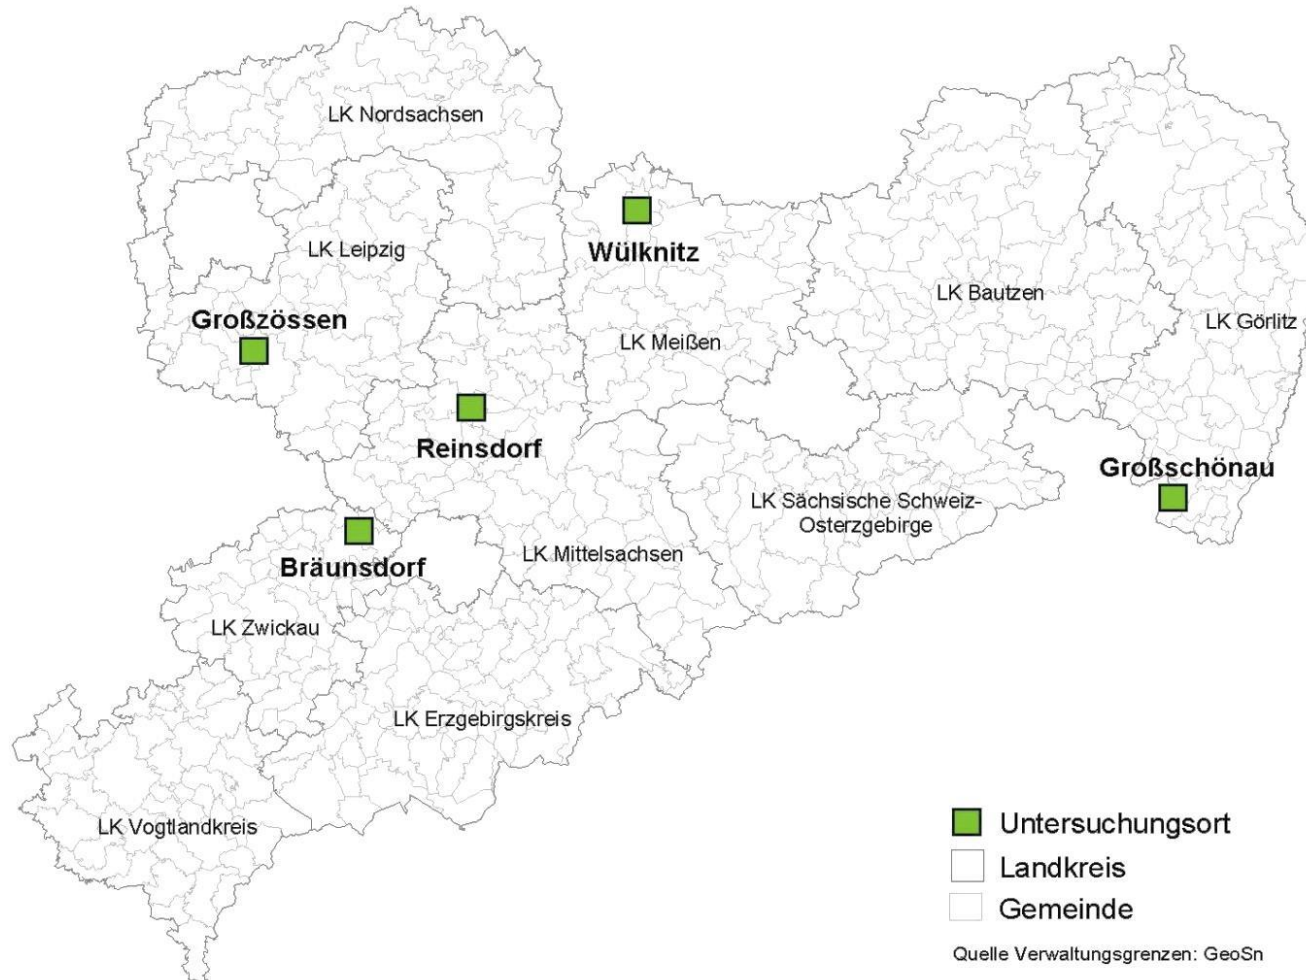 LK Nordsachsen
LK Leipzig
Wülknitz
LK Bautzen
Großzössen
LK Görlitz
LK Meißen
Reinsdorf
Großschönau
LK Sächsische Schweiz-
Osterzgebirge
LK Mittelsachsen
Bräunsdorf
LK Zwickau
LK Erzgebirgskreis
LK Vogtlandkreis
Untersuchungsort
Landkreis
Gemeinde
Quelle Verwaltungsgrenzen: GeoSn